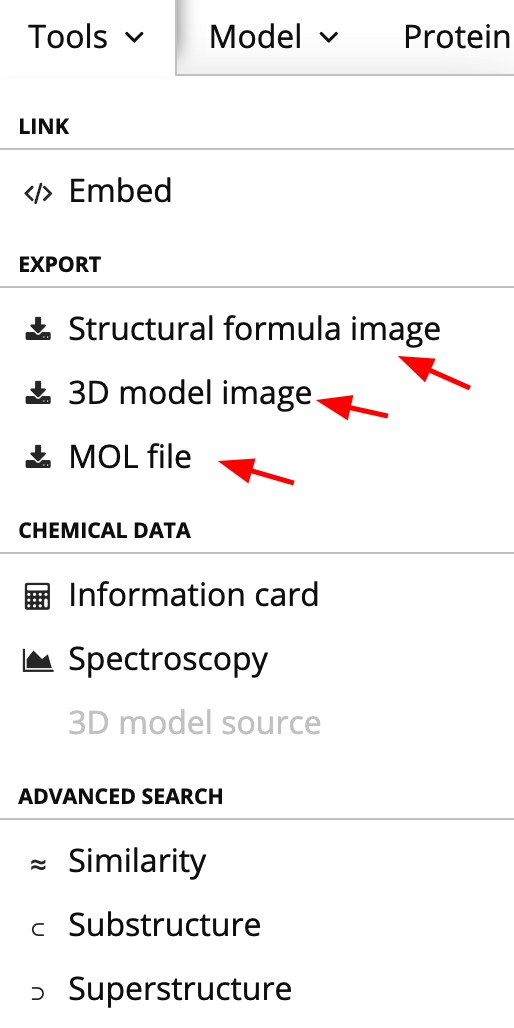 Tools Model Protein
LINK
</> Embed
EXPORT
Structural formula image
3D model image
MOL file
CHEMICAL DATA
Information card
Spectroscopy
3D model source
ADVANCED SEARCH
≈ Similarity
⊂ Substructure
⊃ Superstructure